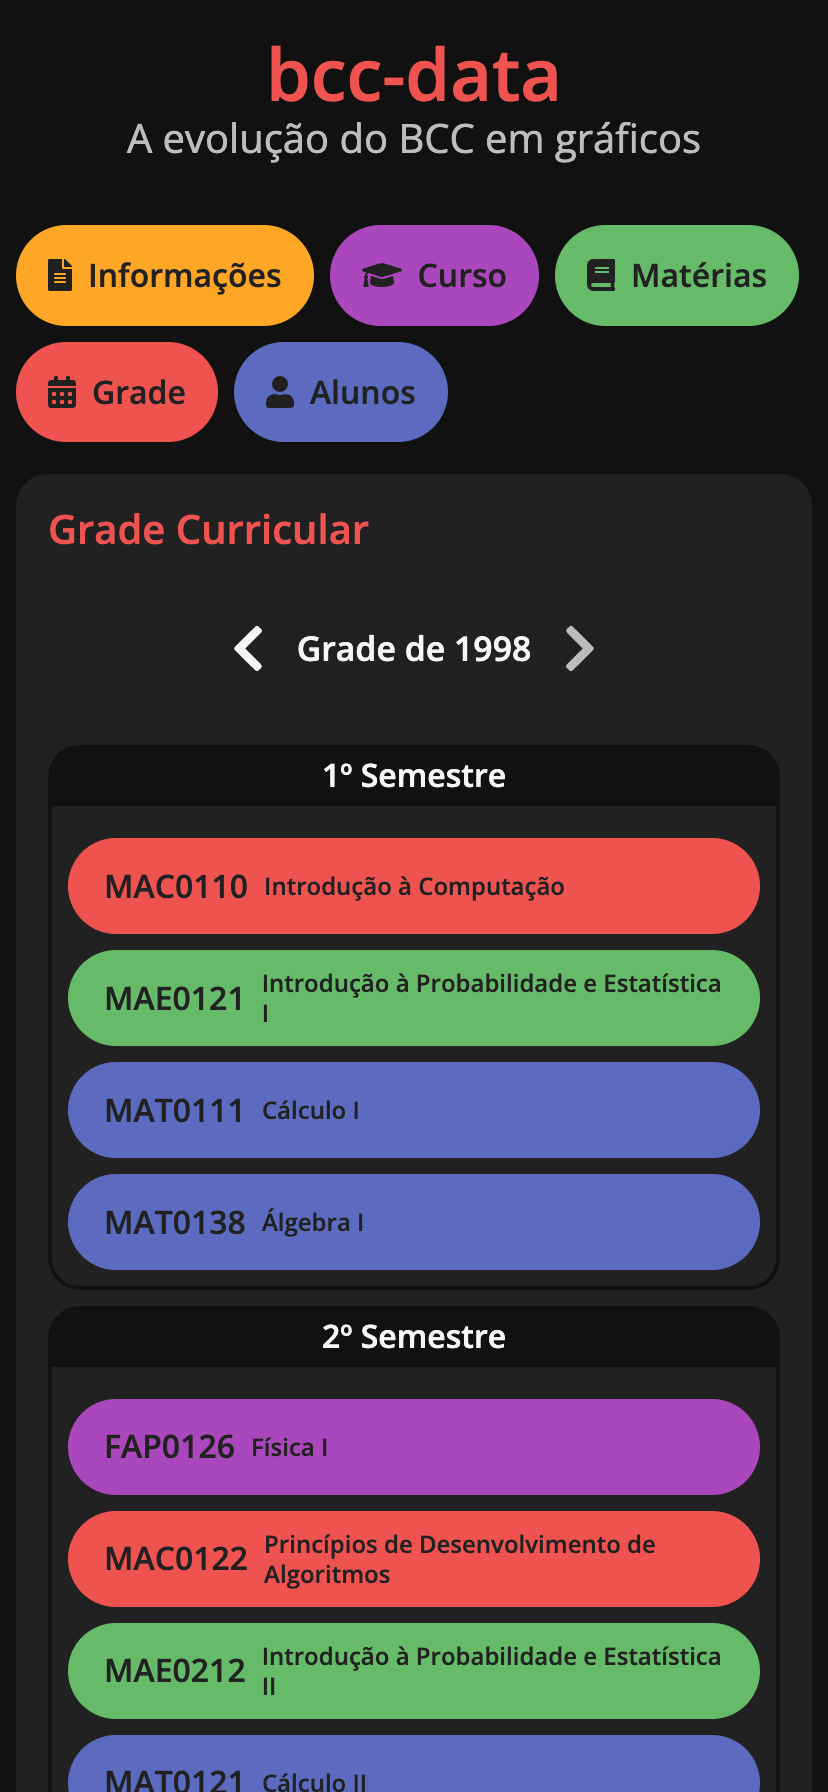 bcc-data
A evolução do BCC em gráficos
Informações
Curso
Matérias
Grade
Alunos
Grade Curricular
Grade de 1998
1º Semestre
MAC0110 Introdução à Computação
MAE0121 Introdução à Probabilidade e Estatística
I
MAT0111 Cálculo I
MAT0138 Álgebra I
2º Semestre
FAP0126 Física I
MAC0122 Princípios de Desenvolvimento de
Algoritmos
MAE0212 Introdução à Probabilidade e Estatística
II
MAT0121 Cálculo II